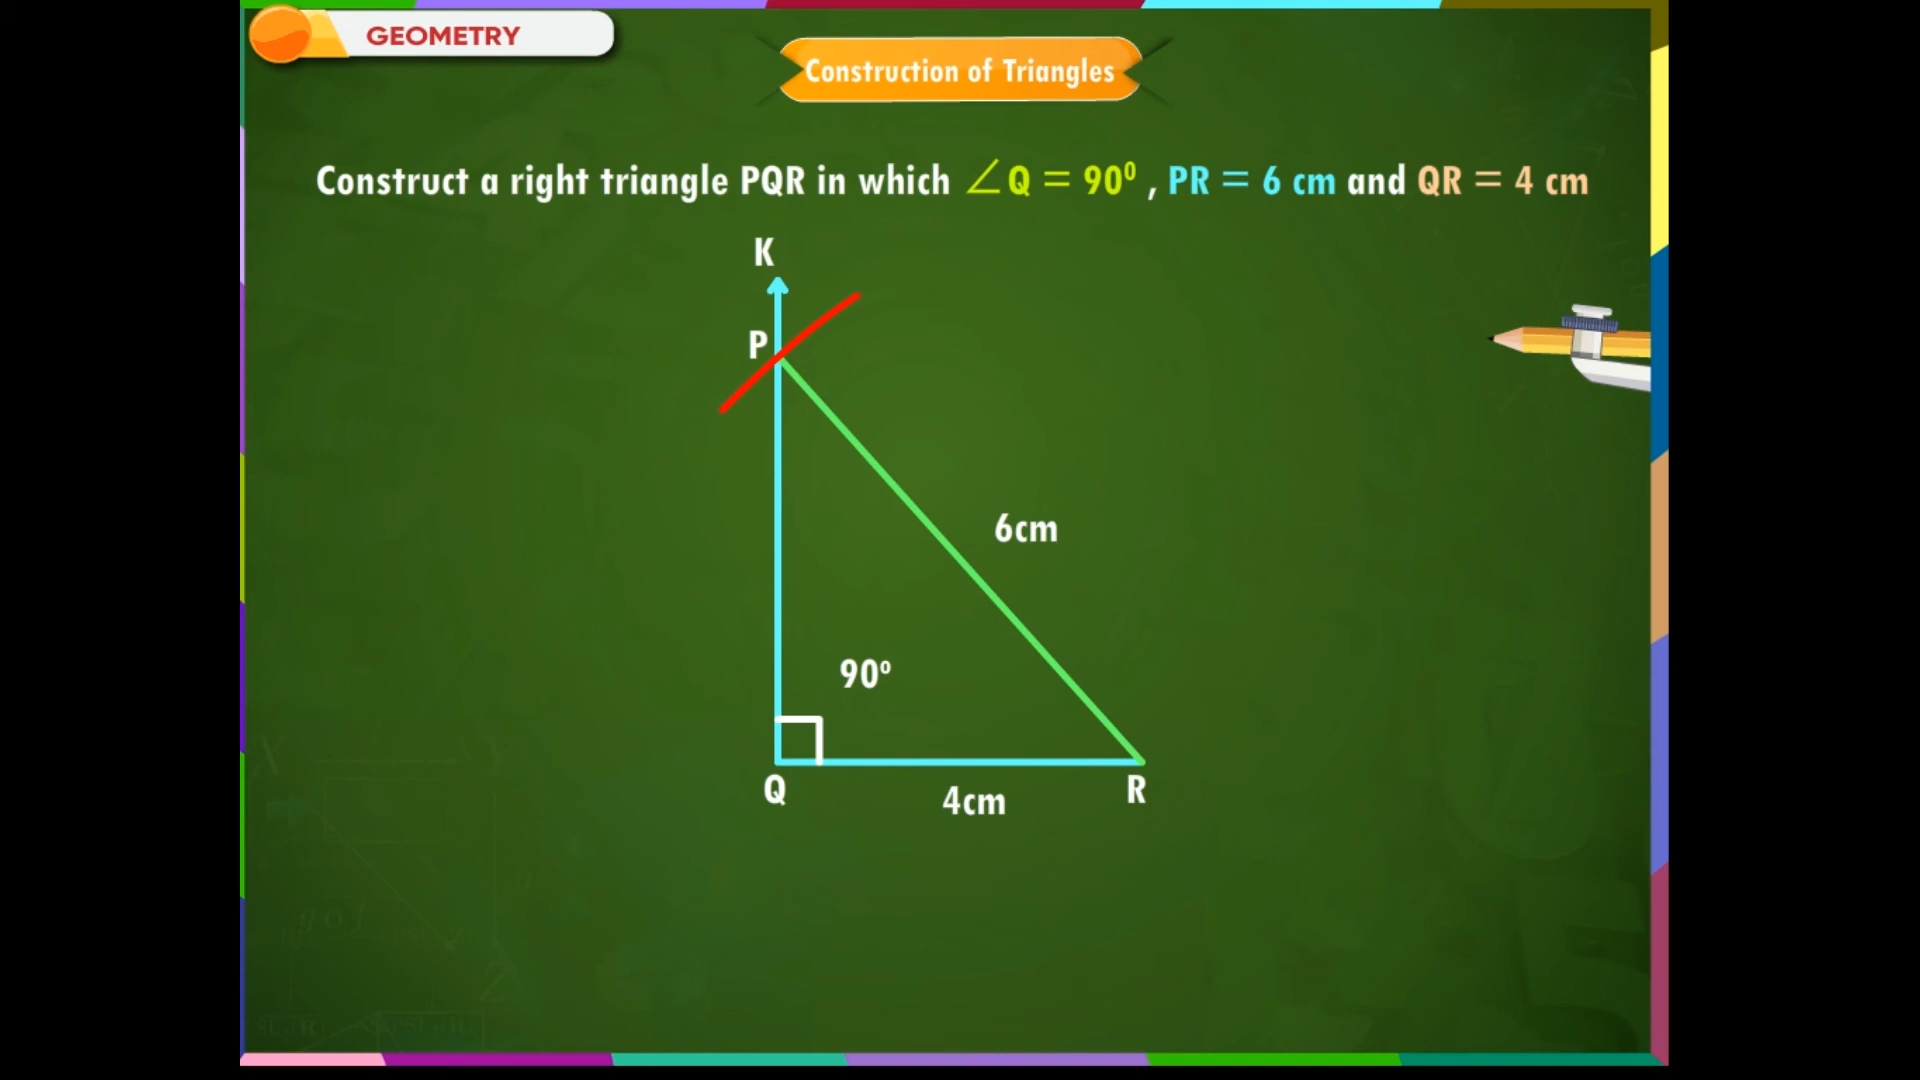 GEOMETRY
Construction of Triangles
Construct a right triangle PQR in which ∠Q = 90⁰ , PR = 6 cm and QR = 4 cm
K
P
6cm
90º
Q
R
4cm